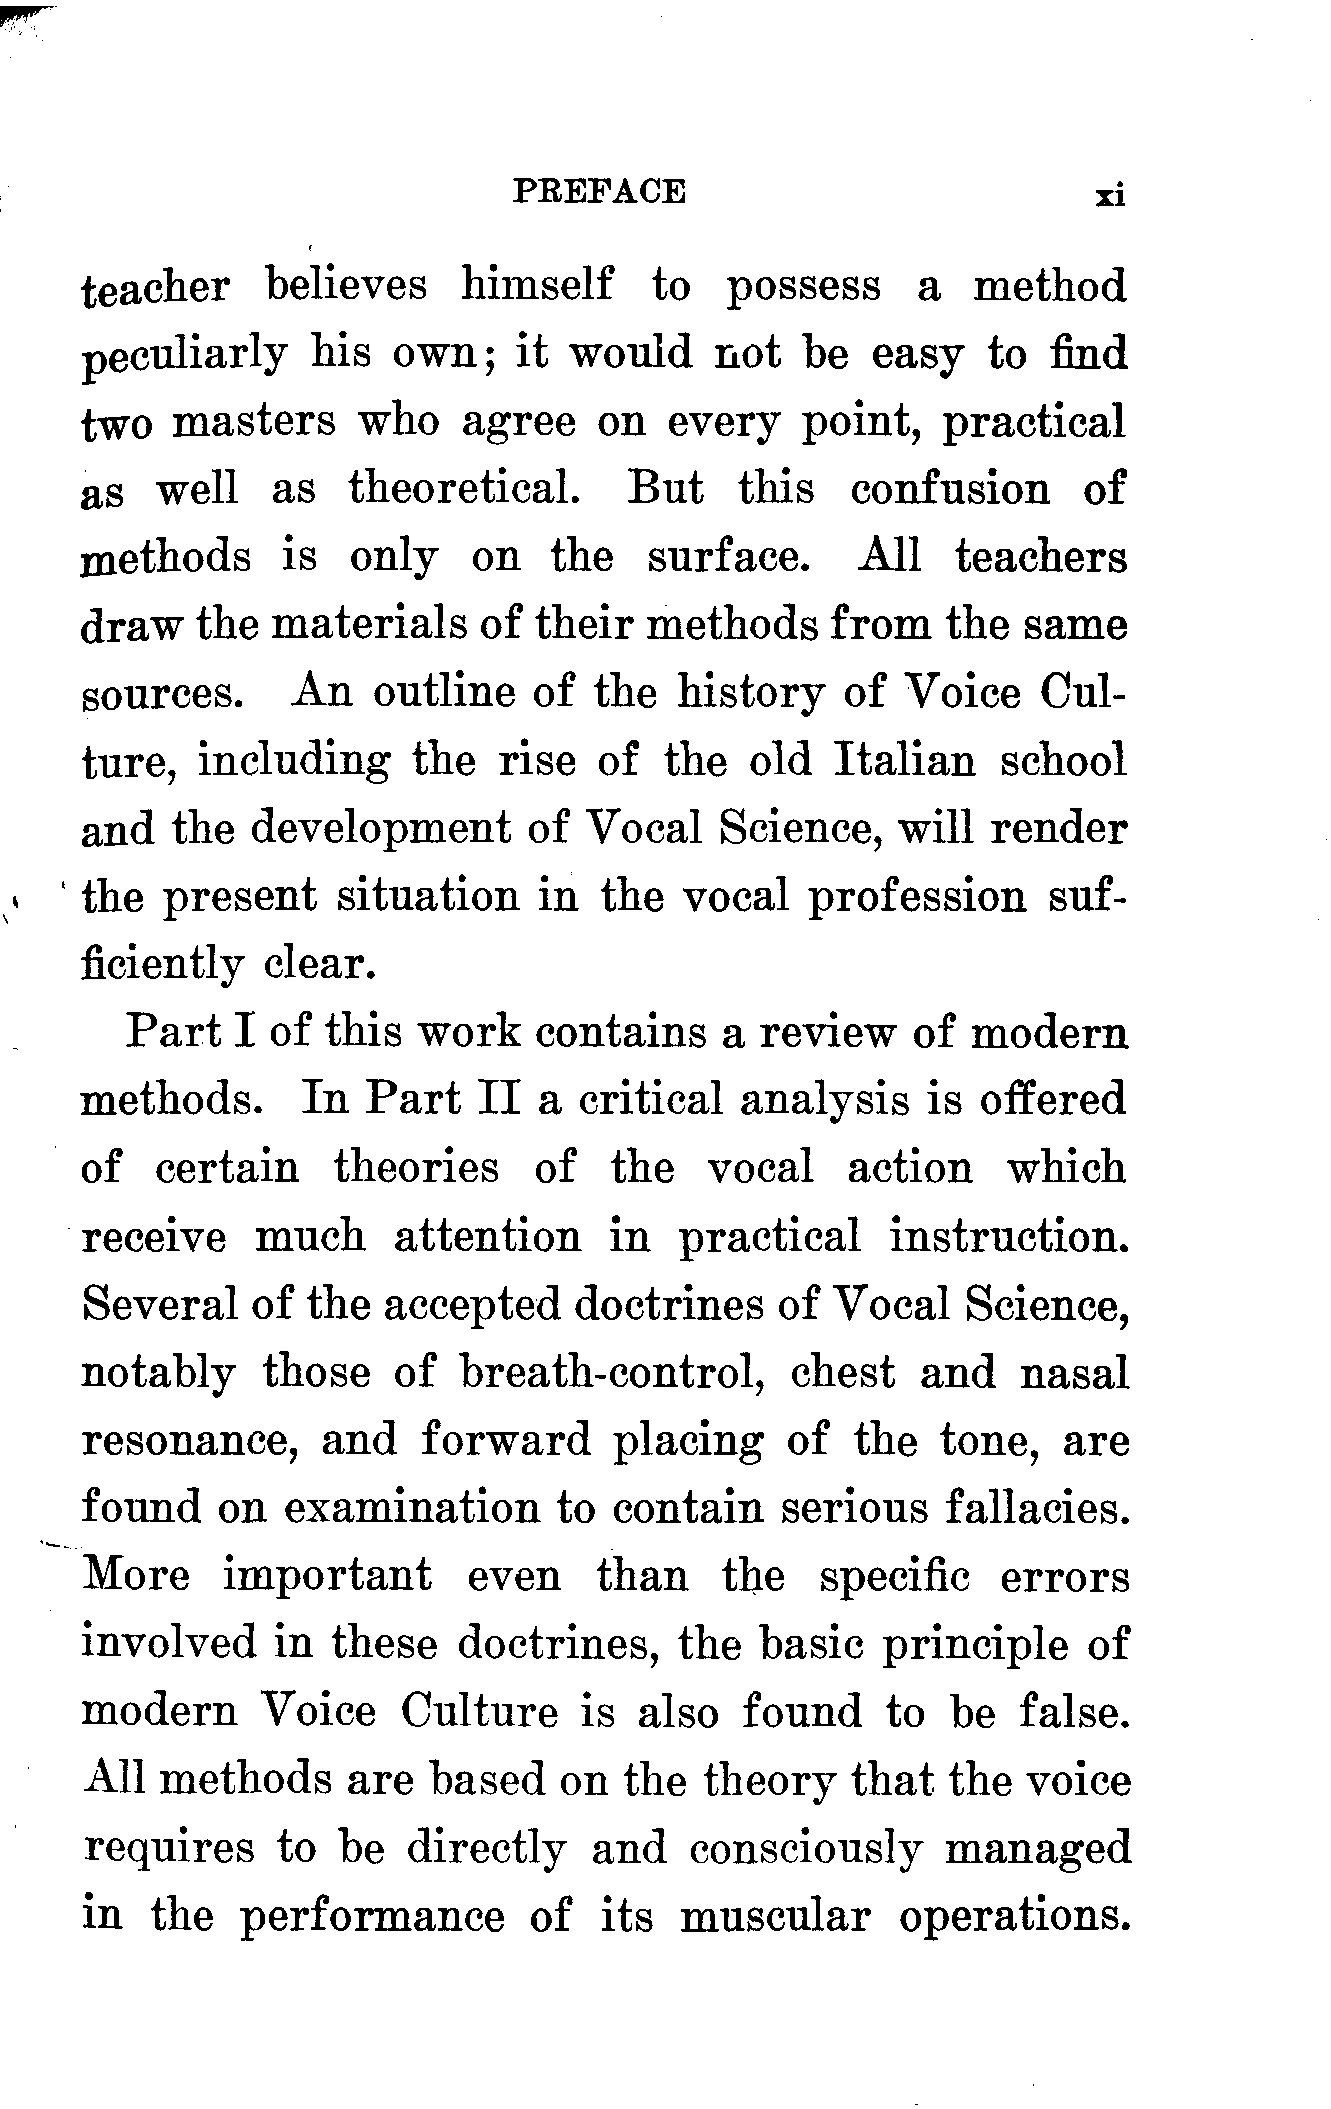 PREFACE xi
teacher believes himself to possess a method
peculiarly his own; it would not be easy to find
two masters who agree on every point, practical
as well as theoretical. But this confusion of
methods is only on the surface. All teachers
draw the materials of their methods from the same
sources. An outline of the history of Voice Cul-
ture, including the rise of the old Italian school
and the development of Vocal Science, will render
the present situation in the vocal profession suf-
ficiently clear.
Part I of this work contains a review of modern
methods. In Part II a critical analysis is offered
of certain theories of the vocal action which
receive much attention in practical instruction.
Several of the accepted doctrines of Vocal Science,
notably those of breath-control, chest and nasal
resonance, and forward placing of the tone, are
found on examination to contain serious fallacies.
More important even than the specific errors
involved in these doctrines, the basic principle of
modern Voice Culture is also found to be false.
All methods are based on the theory that the voice
requires to be directly and consciously managed
in the performance of its muscular operations.